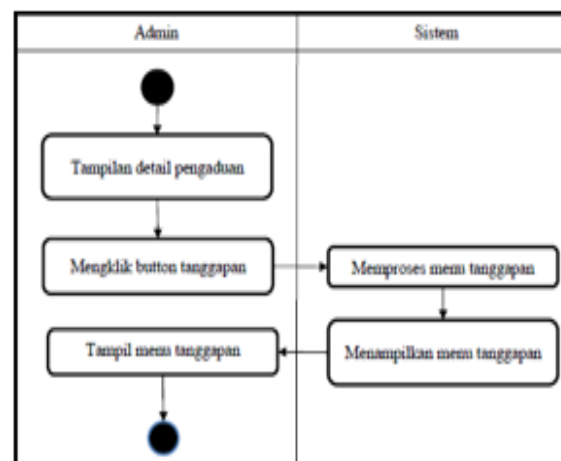 Admin
Sistem
Tampilan detail pengaduan
Mengklik button tanggapan
Memproses menu tanggapan
Menampilkan menu tanggapan
Tampil menu tanggapan